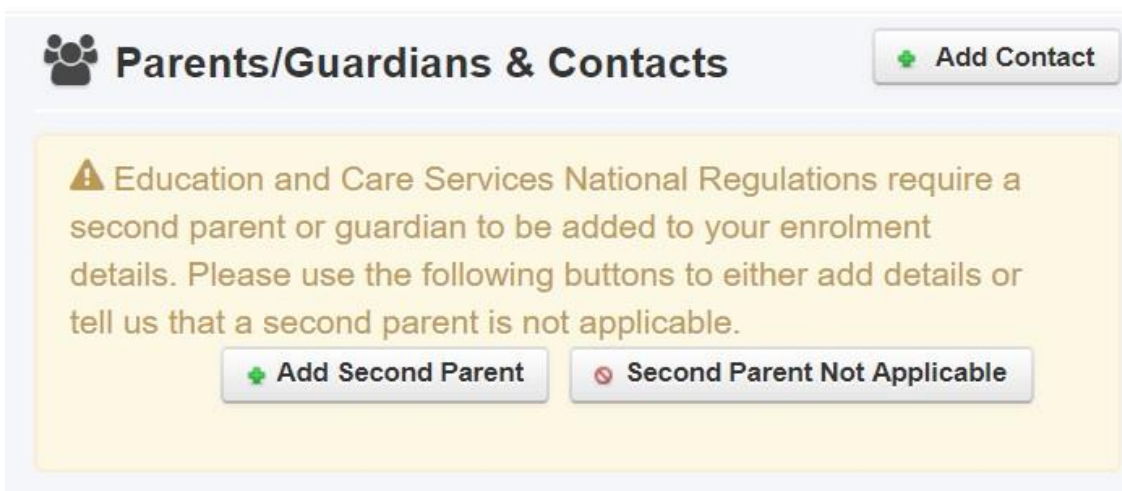 Parents/Guardians & Contacts
Add Contact
Education and Care Services National Regulations require a
second parent or guardian to be added to your enrolment
details. Please use the following buttons to either add details or
tell us that a second parent is not applicable.
Add Second Parent
Second Parent Not Applicable